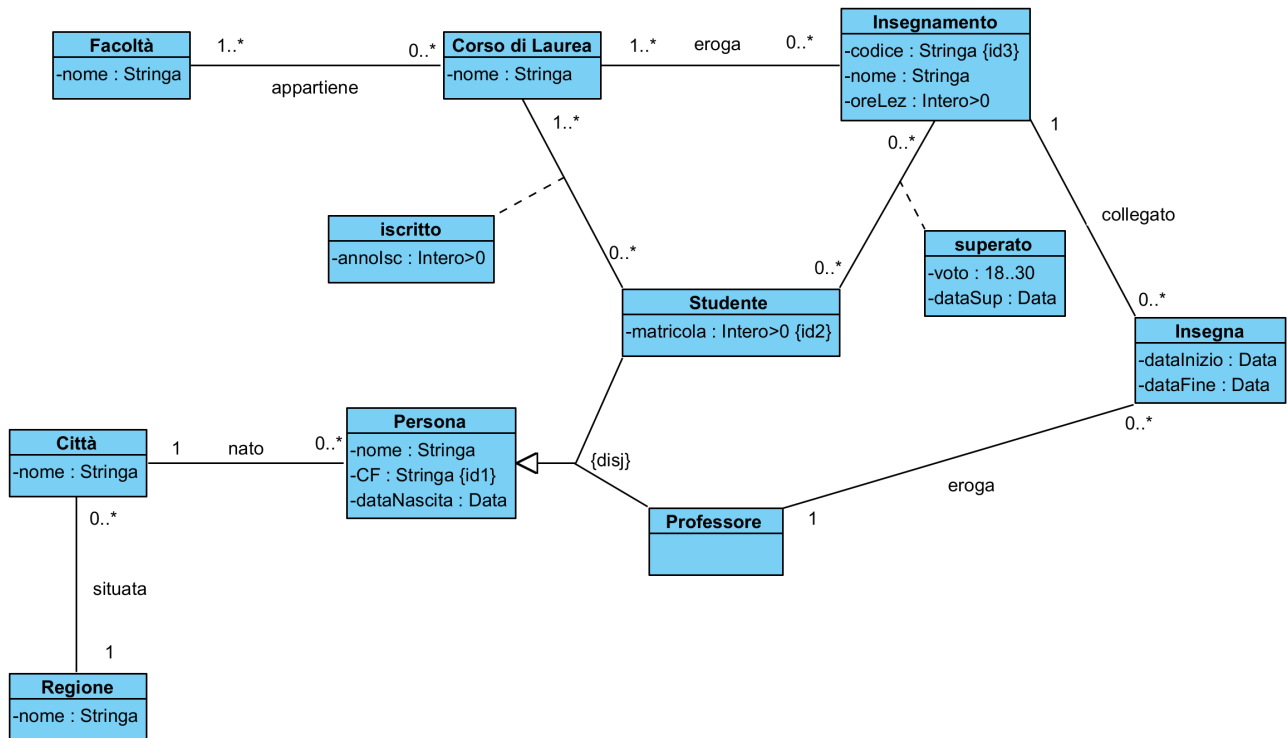 Facoltà
-nome : Stringa
1..*
0..*
appartiene
Corso di Laurea
-nome : Stringa
1..*
eroga
0..*
Insegnamento
-codice : Stringa {id3}
-nome : Stringa
-oreLez : Intero>0
1..*
0..*
1
iscritto
-annoIsc : Intero>0
collegato
superato
-voto : 18..30
-dataSup : Data
0..*
0..*
0..*
Studente
-matricola : Intero>0 {id2}
Insegna
-dataInizio : Data
-dataFine : Data
0..*
Città
-nome : Stringa
1
nato
0..*
Persona
-nome : Stringa
-CF : Stringa {id1}
-dataNascita : Data
{disj}
Professore
1
eroga
0..*
situata
1
Regione
-nome : Stringa